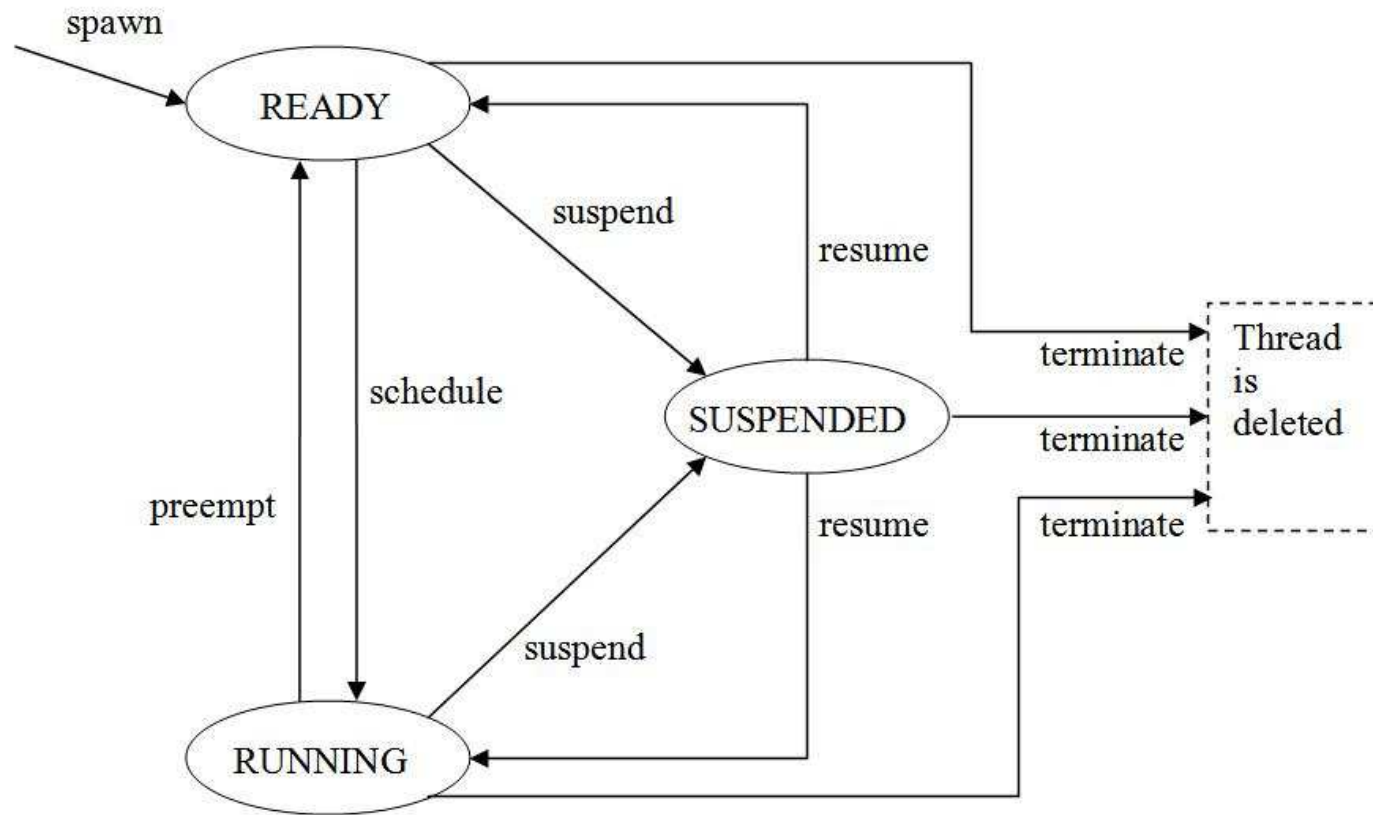 spawn
READY
suspend
resume
schedule
terminate
Thread
is
deleted
SUSPENDED
terminate
preempt
resume
terminate
suspend
RUNNING